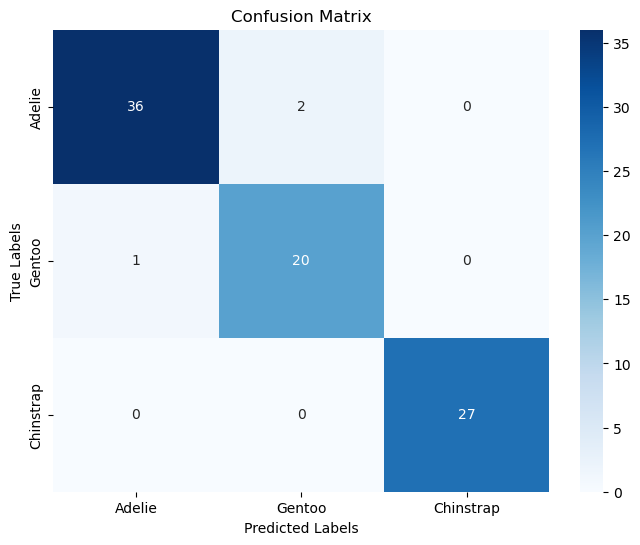 Confusion Matrix
True Labels
Adelie
36
2
0
Gentoo
1
20
0
Chinstrap
0
0
27
Adelie
Gentoo
Chinstrap
Predicted Labels
35
30
25
20
15
10
5
0